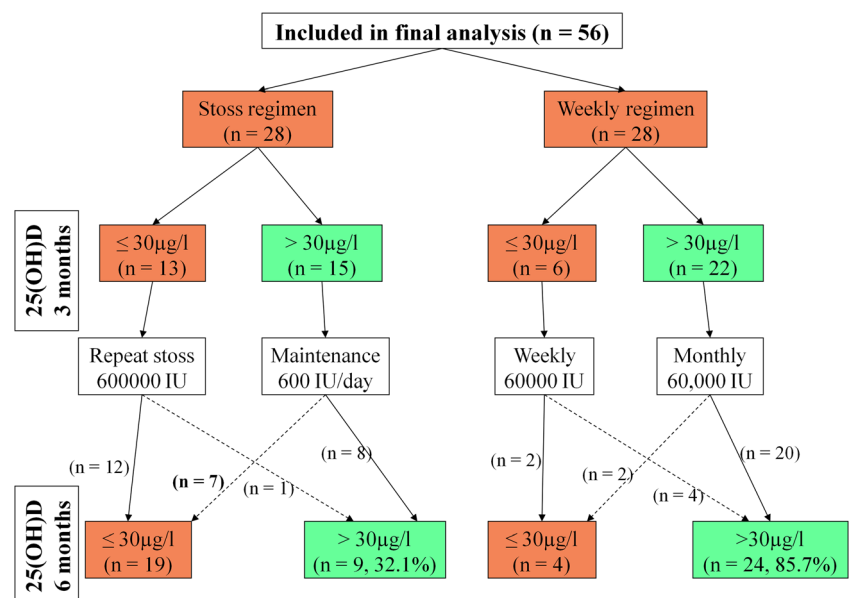 Included in final analysis (n = 56)
Stoss regimen
(n = 28)
Weekly regimen
(n = 28)
25(OH)D
3 months
≤ 30µg/l
(n = 13)
> 30µg/l
(n = 15)
≤ 30µg/l
(n = 6)
> 30µg/l
(n = 22)
Repeat stoss
600000 IU
Maintenance
600 IU/day
Weekly
60000 IU
Monthly
60,000 IU
(n = 12)
(n = 7)
(n = 1)
(n = 8)
(n = 2)
(n = 2)
(n = 4)
(n = 20)
25(OH)D
6 months
≤ 30µg/l
(n = 19)
> 30µg/l
(n = 9, 32.1%)
≤ 30µg/l
(n = 4)
>30µg/l
(n = 24, 85.7%)